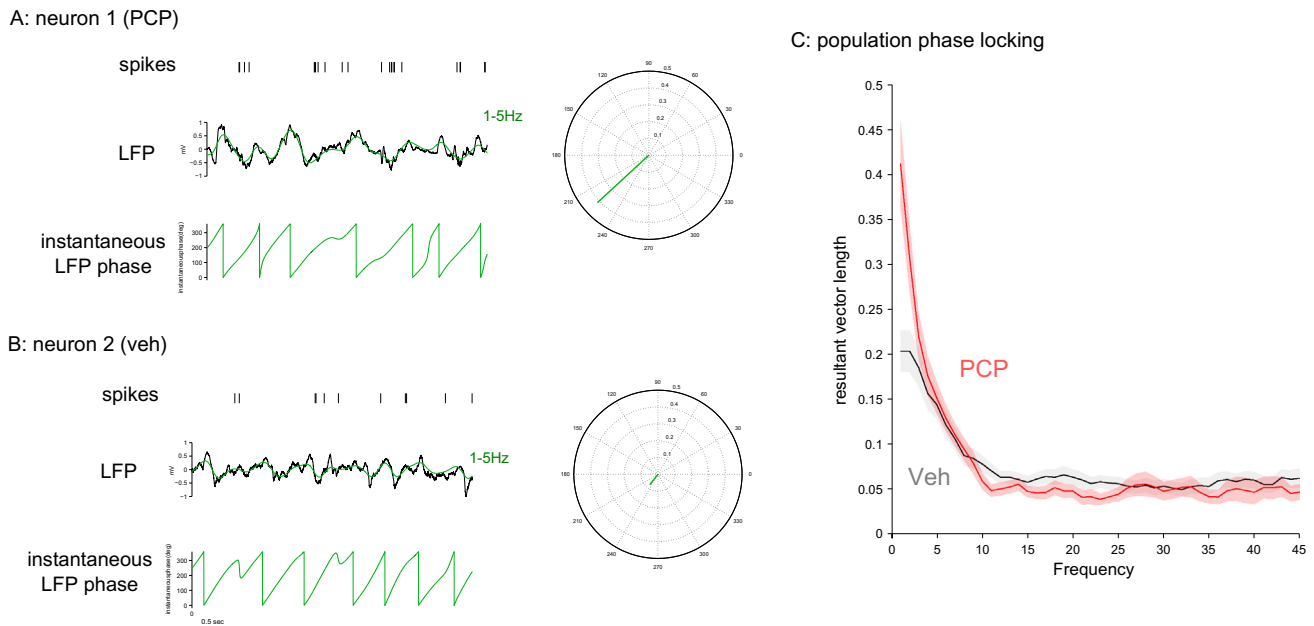 A: neuron 1 (PCP)
spikes
1-5Hz
LFP
mV
1
0.5
0
−0.5
−1
instantaneous
LFP phase
instantaneousphase(deg)
300
200
100
0
90
60
30
0
330
300
270
240
210
180
150
120
0.5
0.4
0.3
0.2
0.1
B: neuron 2 (veh)
spikes
1-5Hz
LFP
mV
1
0.5
0
−0.5
−1
instantaneous
LFP phase
instantaneousphase(deg)
300
200
100
0
0
0.5 sec
90
60
30
0
330
300
270
240
210
180
150
120
0.5
0.4
0.3
0.2
0.1
C: population phase locking
resultant vector length
0.5
0.45
0.4
0.35
0.3
0.25
0.2
0.15
0.1
0.05
0
PCP
Veh
0 5 10 15 20 25 30 35 40 45
Frequency